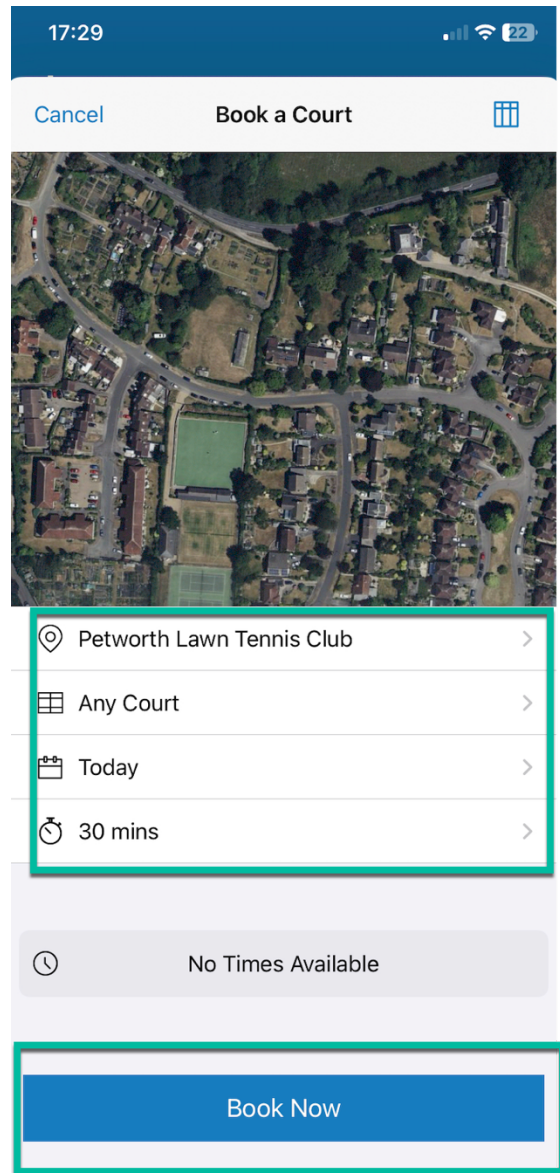 17:29
22
Cancel
Book a Court
Petworth Lawn Tennis Club
Any Court
Today
30 mins
No Times Available
Book Now